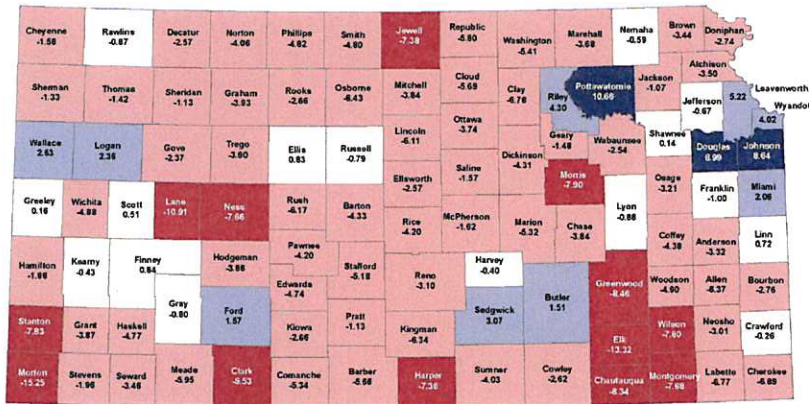 Cheyenne
-1.56
Rawlins
-0.87
Decatur
-2.57
Norton
-4.06
Phillips
-4.82
Smith
-4.80
Jewell
-7.38
Republic
-5.80
Washington
-5.41
Marshall
-3.68
Nemaha
-0.59
Brown
-3.44
Doniphan
-2.74
Sherman
-1.33
Thomas
-1.42
Sheridan
-1.13
Graham
-3.93
Rooks
-2.66
Osborne
-6.43
Mitchell
-3.84
Cloud
-5.69
Clay
-6.76
Riley
4.30
Pottawatomie
10.66
Jackson
-1.07
Atchison
-3.50
Jefferson
-0.67
Leavenworth
5.22
Wyandot
4.02
Wallace
2.63
Logan
2.36
Gove
-2.37
Trego
-3.80
Ellis
0.83
Russell
-0.79
Lincoln
-6.11
Ottawa
-3.74
Saline
-1.57
Dickinson
-4.31
Geary
-1.48
Wabaunsee
-2.54
Shawnee
0.14
Douglas
8.99
Johnson
8.64
Ellsworth
-2.57
Morris
-7.90
Osage
-3.21
Franklin
-1.00
Miami
2.06
Greeley
0.16
Wichita
-4.88
Scott
0.51
Lane
-10.91
Ness
-7.66
Rush
-6.17
Barton
-4.33
Rice
-4.20
McPherson
-1.62
Marion
-5.32
Chase
-3.84
Lyon
-0.86
Coffey
-4.38
Anderson
-3.32
Linn
0.72
Hamilton
-1.86
Kearny
-0.43
Finney
0.84
Hodgeman
-3.86
Pawnee
-4.20
Stafford
-5.18
Edwards
-4.74
Reno
-3.10
Harvey
-0.40
Sedgwick
3.07
Butler
1.51
Greenwood
-8.46
Woodson
-4.90
Allen
-6.37
Bourbon
-2.76
Gray
-0.80
Ford
1.57
Kiowa
-2.66
Pratt
-1.13
Kingman
-6.34
Elk
-13.32
Wilson
-7.60
Neosho
-3.01
Crawford
-0.26
Stanton
-7.83
Grant
-3.87
Haskell
-4.77
Morton
-15.25
Stevens
-1.96
Seward
-3.46
Meade
-5.95
Clark
-9.53
Comanche
-5.34
Barber
-5.66
Harper
-7.36
Sumner
-4.03
Cowley
-2.62
Chautauqua
-8.34
Montgomery
-7.68
Labette
-6.77
Cherokee
-6.89